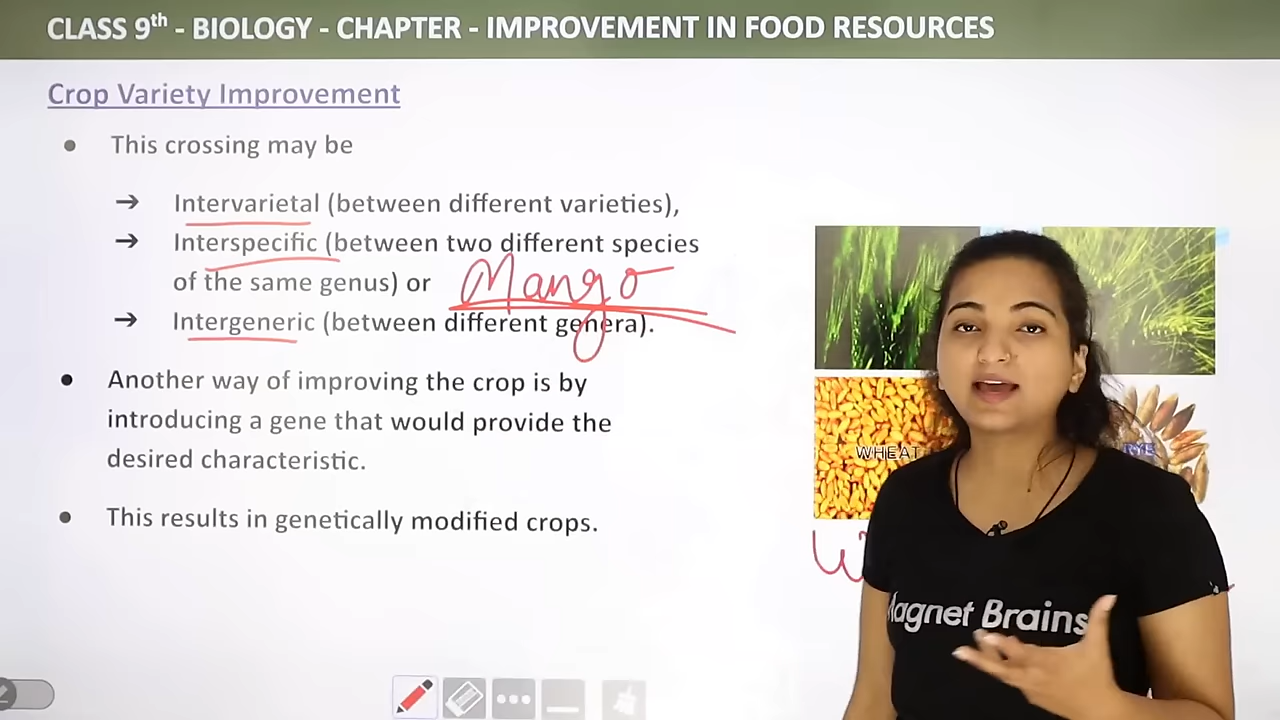 CLASS 9th - BIOLOGY - CHAPTER - IMPROVEMENT IN FOOD RESOURCES
Crop Variety Improvement
• This crossing may be
➔ Intervarietal (between different varieties),
➔ Interspecific (between two different species
of the same genus) or
Mango
➔ Intergeneric (between different genera).
• Another way of improving the crop is by
introducing a gene that would provide the
desired characteristic.
• This results in genetically modified crops.
WHEAT
RYE
Magnet Brains